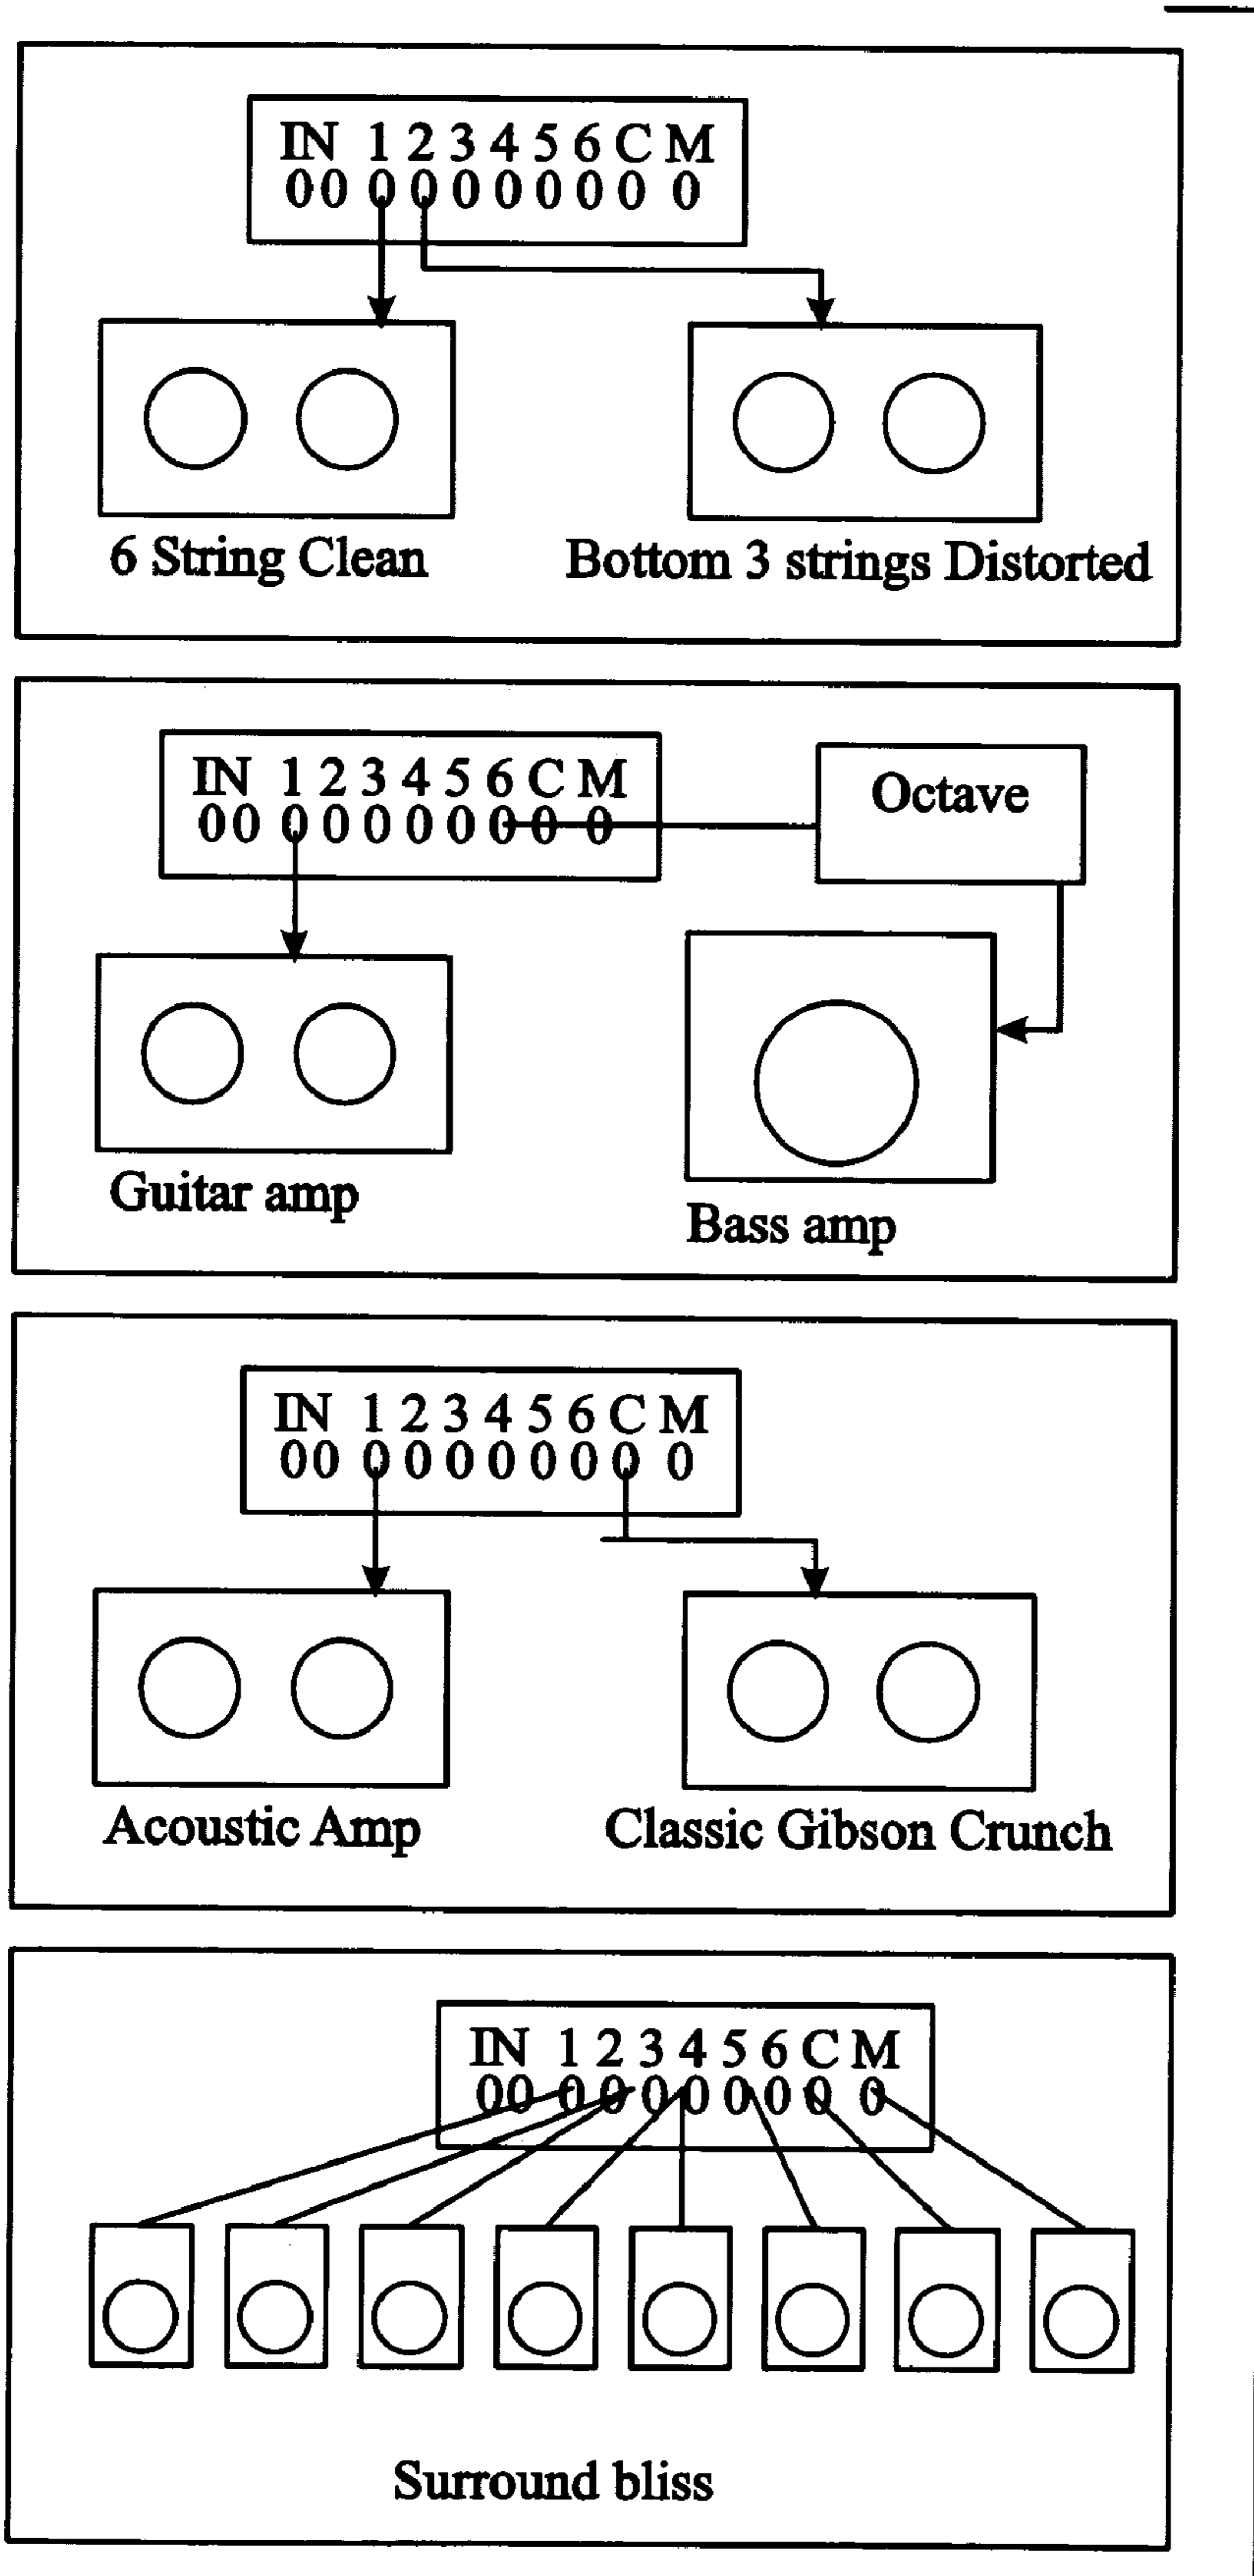 IN 1 2 3 4 5 6 C M
00 0 0 0 0 0 0 0 0
6 String Clean
Bottom 3 strings Distorted
IN 1 2 3 4 5 6 C M
00 0 0 0 0 0 0 0 0
Octave
Guitar amp
Bass amp
IN 1 2 3 4 5 6 C M
00 0 0 0 0 0 0 0 0
Acoustic Amp
Classic Gibson Crunch
IN 1 2 3 4 5 6 C M
00 0 0 0 0 0 0 0 0
Surround bliss